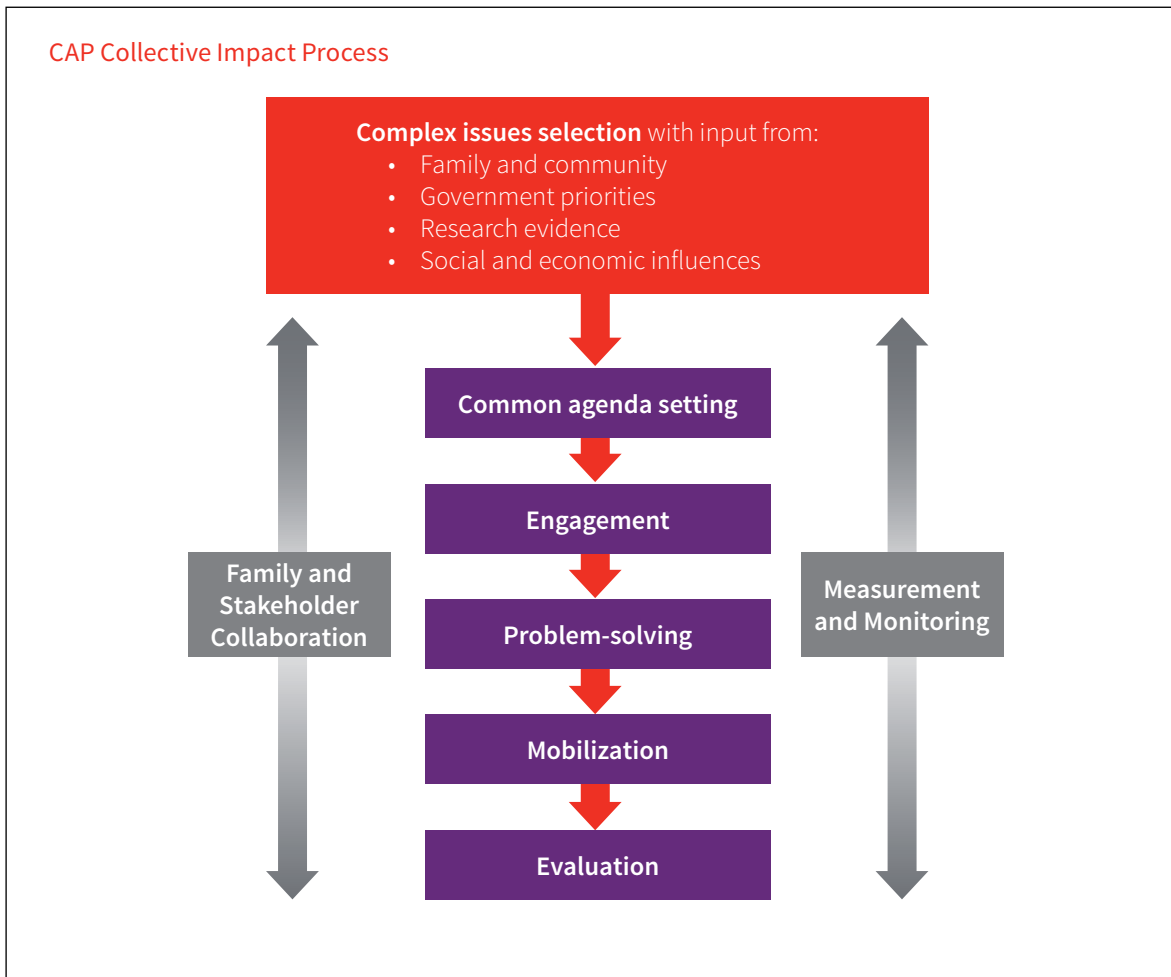 CAP Collective Impact Process
Complex issues selection with input from:
• Family and community
• Government priorities
• Research evidence
• Social and economic influences
Common agenda setting
Engagement
Family and
Stakeholder
Collaboration
Problem-solving
Measurement
and Monitoring
Mobilization
Evaluation